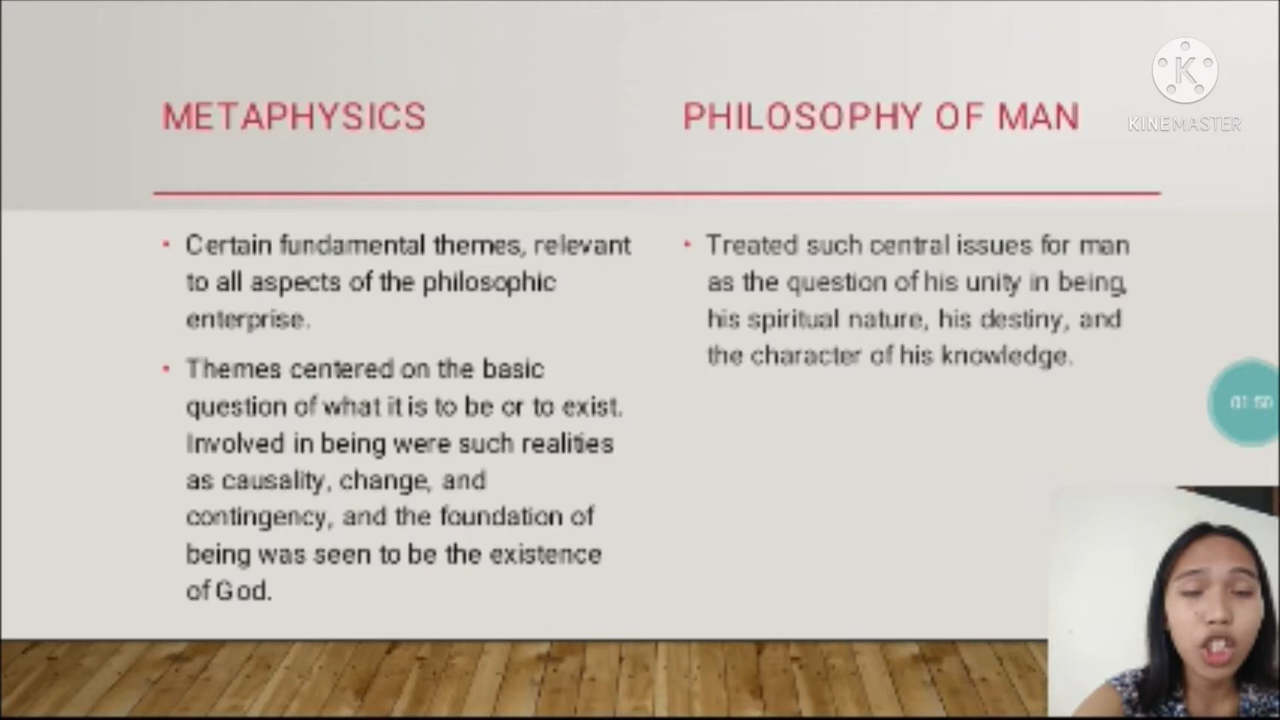 METAPHYSICS
PHILOSOPHY OF MAN
K
KINEMASTER
• Certain fundamental themes, relevant
to all aspects of the philosophic
enterprise.
• Themes centered on the basic
question of what it is to be or to exist.
Involved in being were such realities
as causality, change, and
contingency, and the foundation of
being was seen to be the existence
of God.
• Treated such central issues for man
as the question of his unity in being,
his spiritual nature, his destiny, and
the character of his knowledge.
01:50